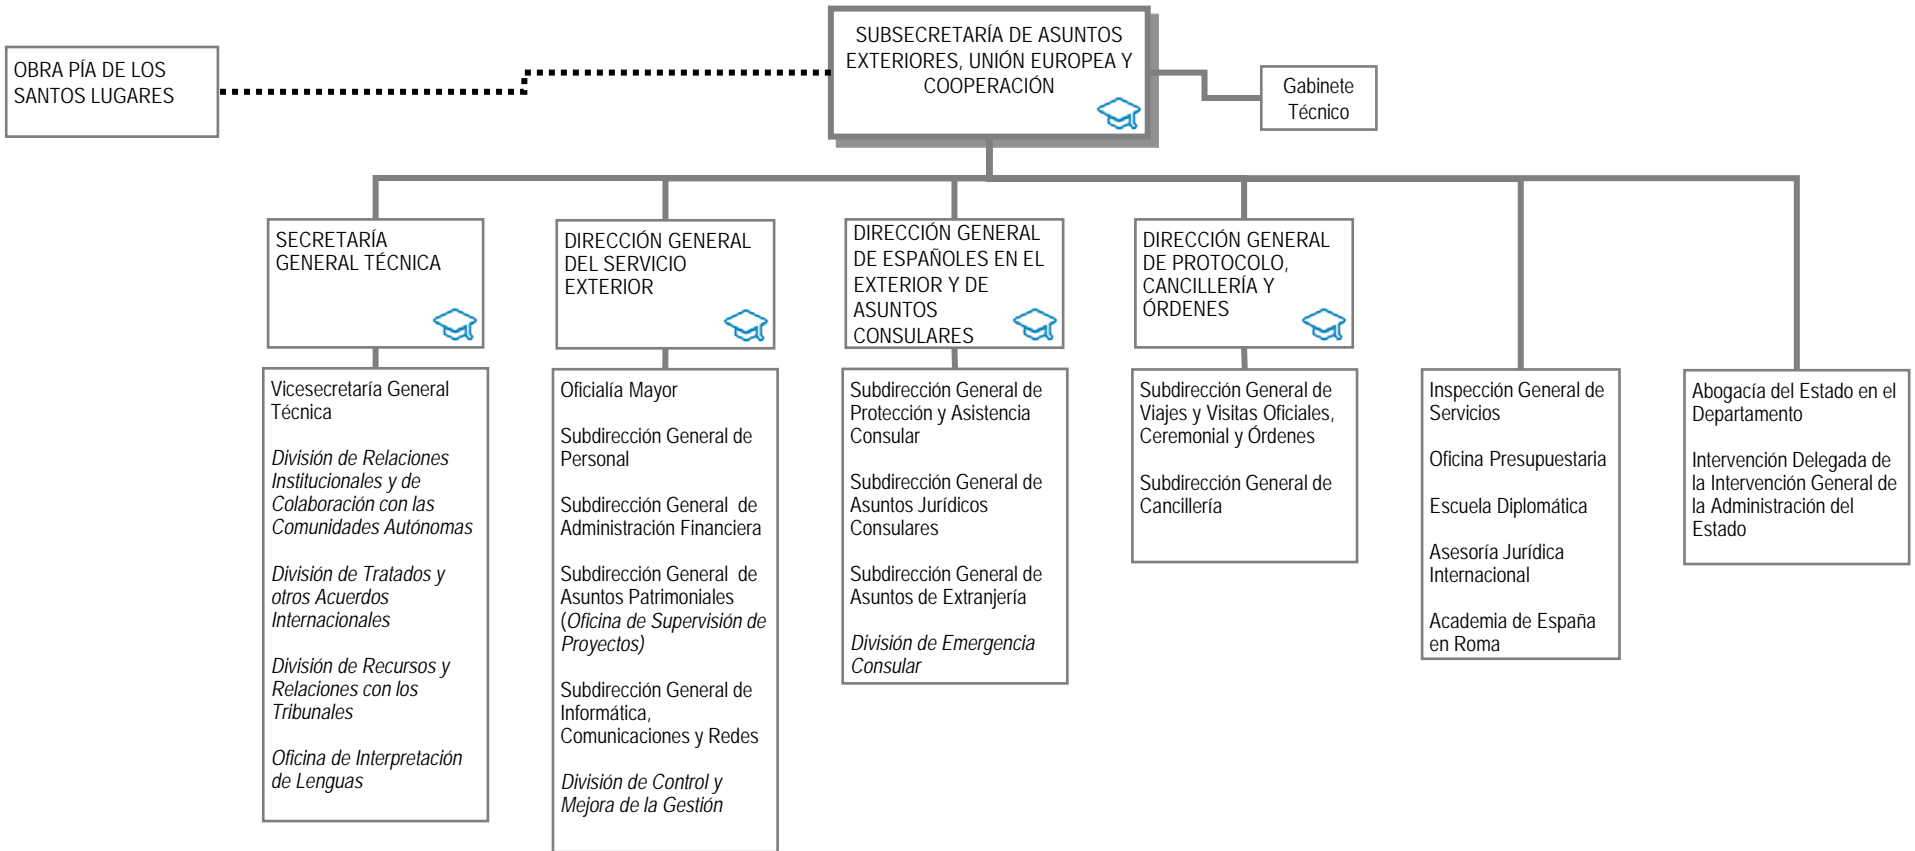 SUBSECRETARÍA DE ASUNTOS
EXTERIORES, UNIÓN EUROPEA Y
COOPERACIÓN
OBRA PÍA DE LOS
SANTOS LUGARES
Gabinete
Técnico
SECRETARÍA
GENERAL TÉCNICA
DIRECCIÓN GENERAL
DEL SERVICIO
EXTERIOR
DIRECCIÓN GENERAL
DE ESPAÑOLES EN EL
EXTERIOR Y DE
ASUNTOS
CONSULARES
DIRECCIÓN GENERAL
DE PROTOCOLO,
CANCILLERÍA Y
ÓRDENES
Vicesecretaría General
Técnica
División de Relaciones
Institucionales y de
Colaboración con las
Comunidades Autónomas
División de Tratados y
otros Acuerdos
Internacionales
División de Recursos y
Relaciones con los
Tribunales
Oficina de Interpretación
de Lenguas
Oficialía Mayor
Subdirección General de
Personal
Subdirección General de
Administración Financiera
Subdirección General de
Asuntos Patrimoniales
(Oficina de Supervisión de
Proyectos)
Subdirección General de
Informática,
Comunicaciones y Redes
División de Control y
Mejora de la Gestión
Subdirección General de
Protección y Asistencia
Consular
Subdirección General de
Asuntos Jurídicos
Consulares
Subdirección General de
Asuntos de Extranjería
División de Emergencia
Consular
Subdirección General de
Viajes y Visitas Oficiales,
Ceremonial y Órdenes
Subdirección General de
Cancillería
Inspección General de
Servicios
Oficina Presupuestaria
Escuela Diplomática
Asesoría Jurídica
Internacional
Academia de España
en Roma
Abogacía del Estado en el
Departamento
Intervención Delegada de
la Intervención General de
la Administración del
Estado